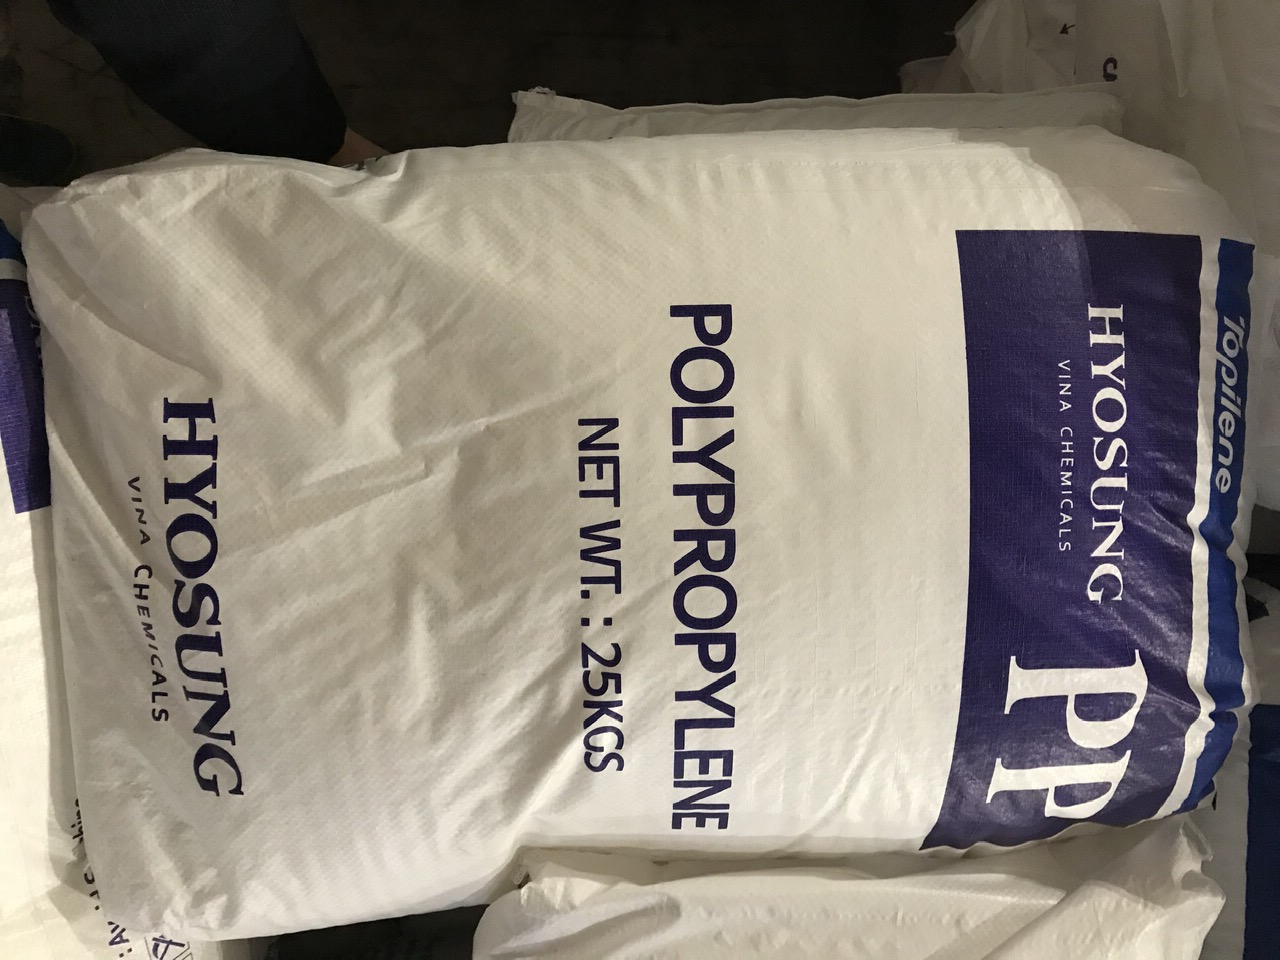 Topilene
HYOSUNG PP
VINA CHEMICALS
POLYPROPYLENE
NET WT. : 25KGS
HYOSUNG
VINA CHEMICALS